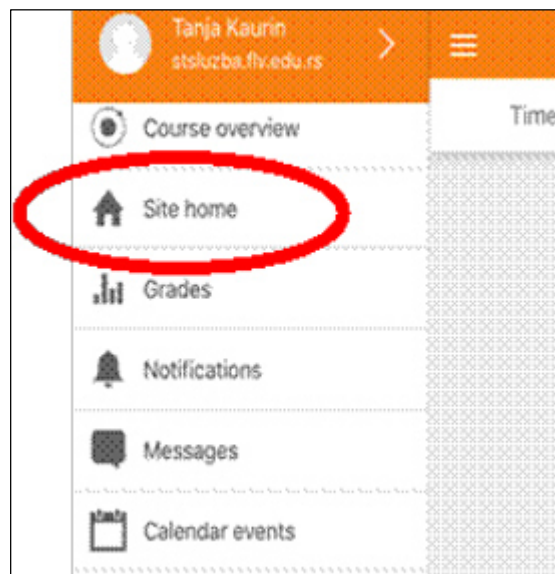 Tanja Kaurin
stsluzba.flv.edu.rs
Time
Course overview
Site home
Grades
Notifications
Messages
Calendar events